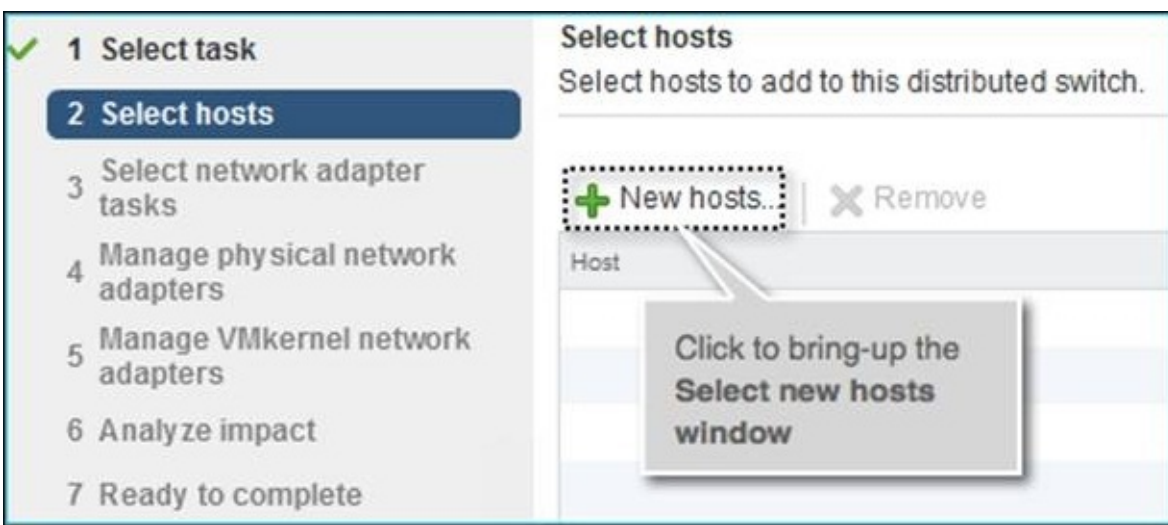 1 Select task
2 Select hosts
3 Select network adapter
tasks
4 Manage physical network
adapters
5 Manage VMkernel network
adapters
6 Analyze impact
7 Ready to complete
Select hosts
Select hosts to add to this distributed switch.
New hosts... Remove
Host
Click to bring-up the
Select new hosts
window